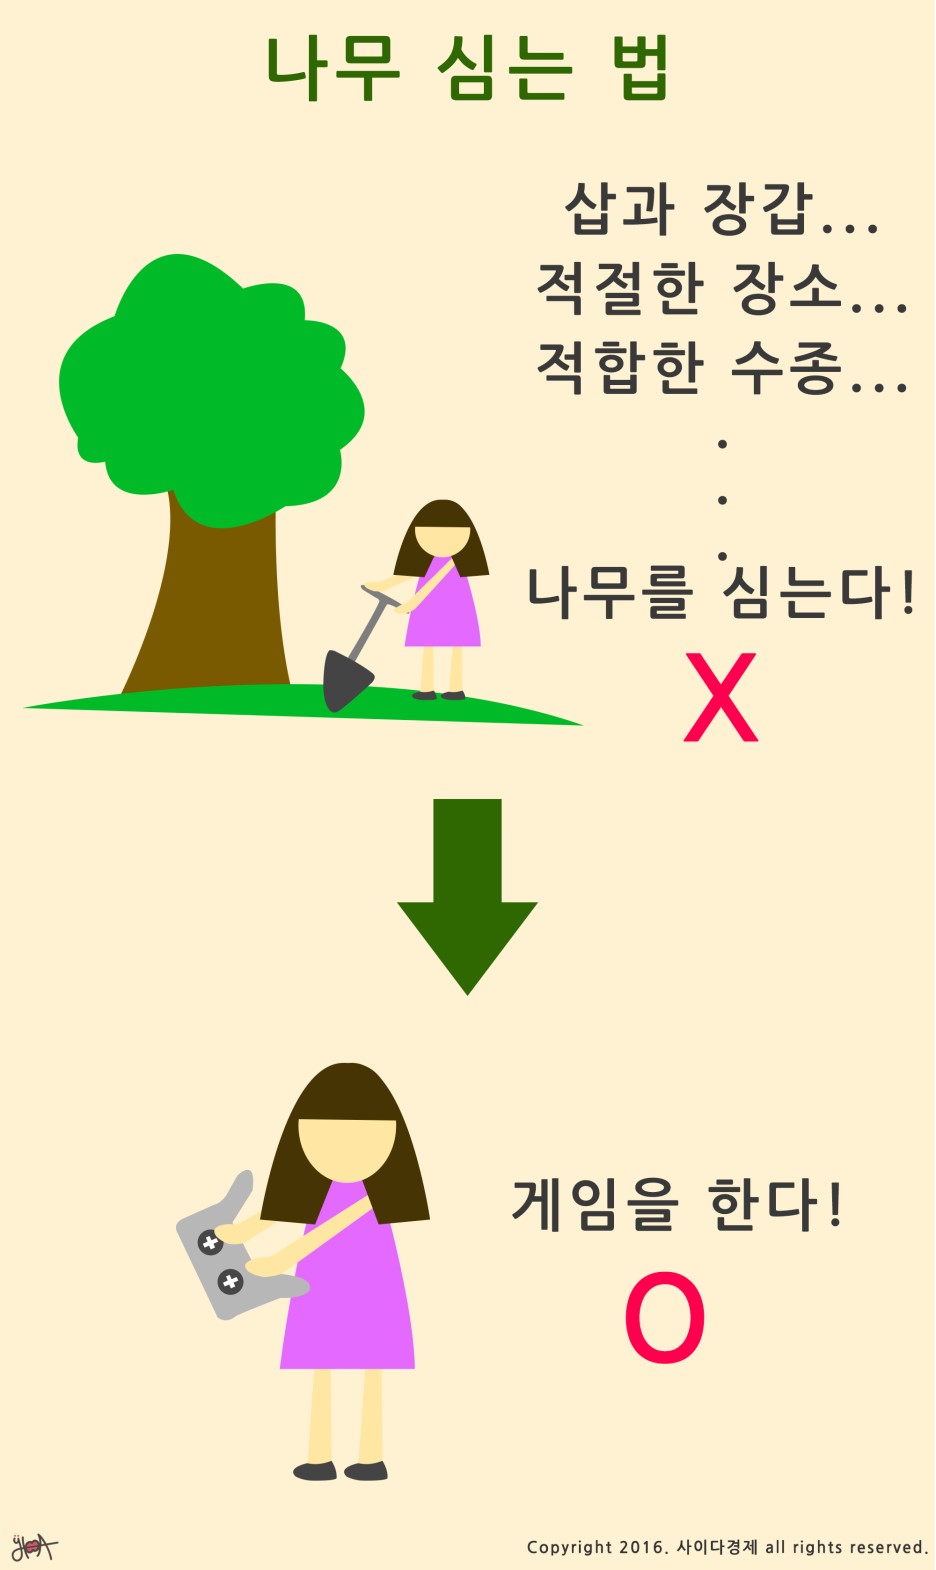 나무 심는 법
삽과 장갑...
적절한 장소...
적합한 수종...
.
.
.
나무를 심는다!
X
게임을 한다!
O
Copyright 2016. 사이다경제 all rights reserved.